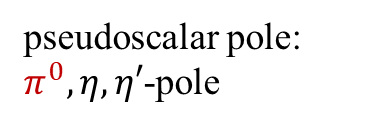 pseudoscalar pole:
π⁰, η, η′-pole